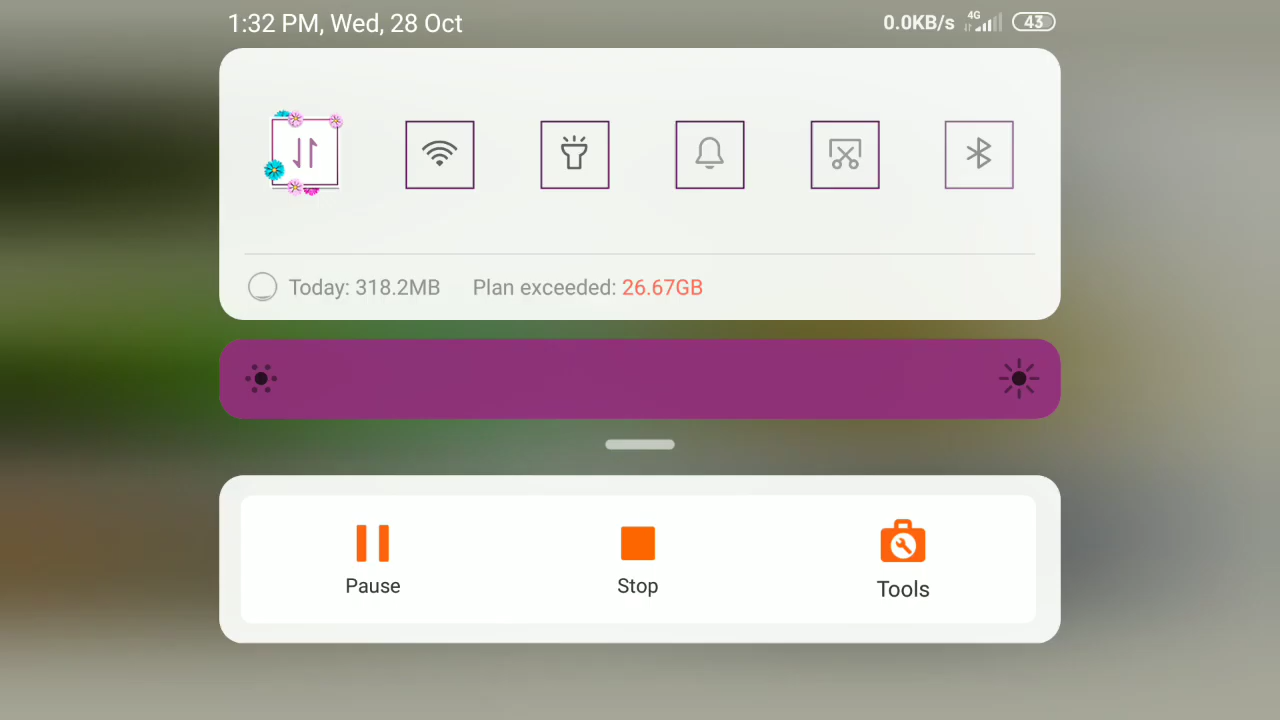 1:32 PM, Wed, 28 Oct 0.0KB/s 4G 43
Today: 318.2MB Plan exceeded: 26.67GB
Pause Stop Tools